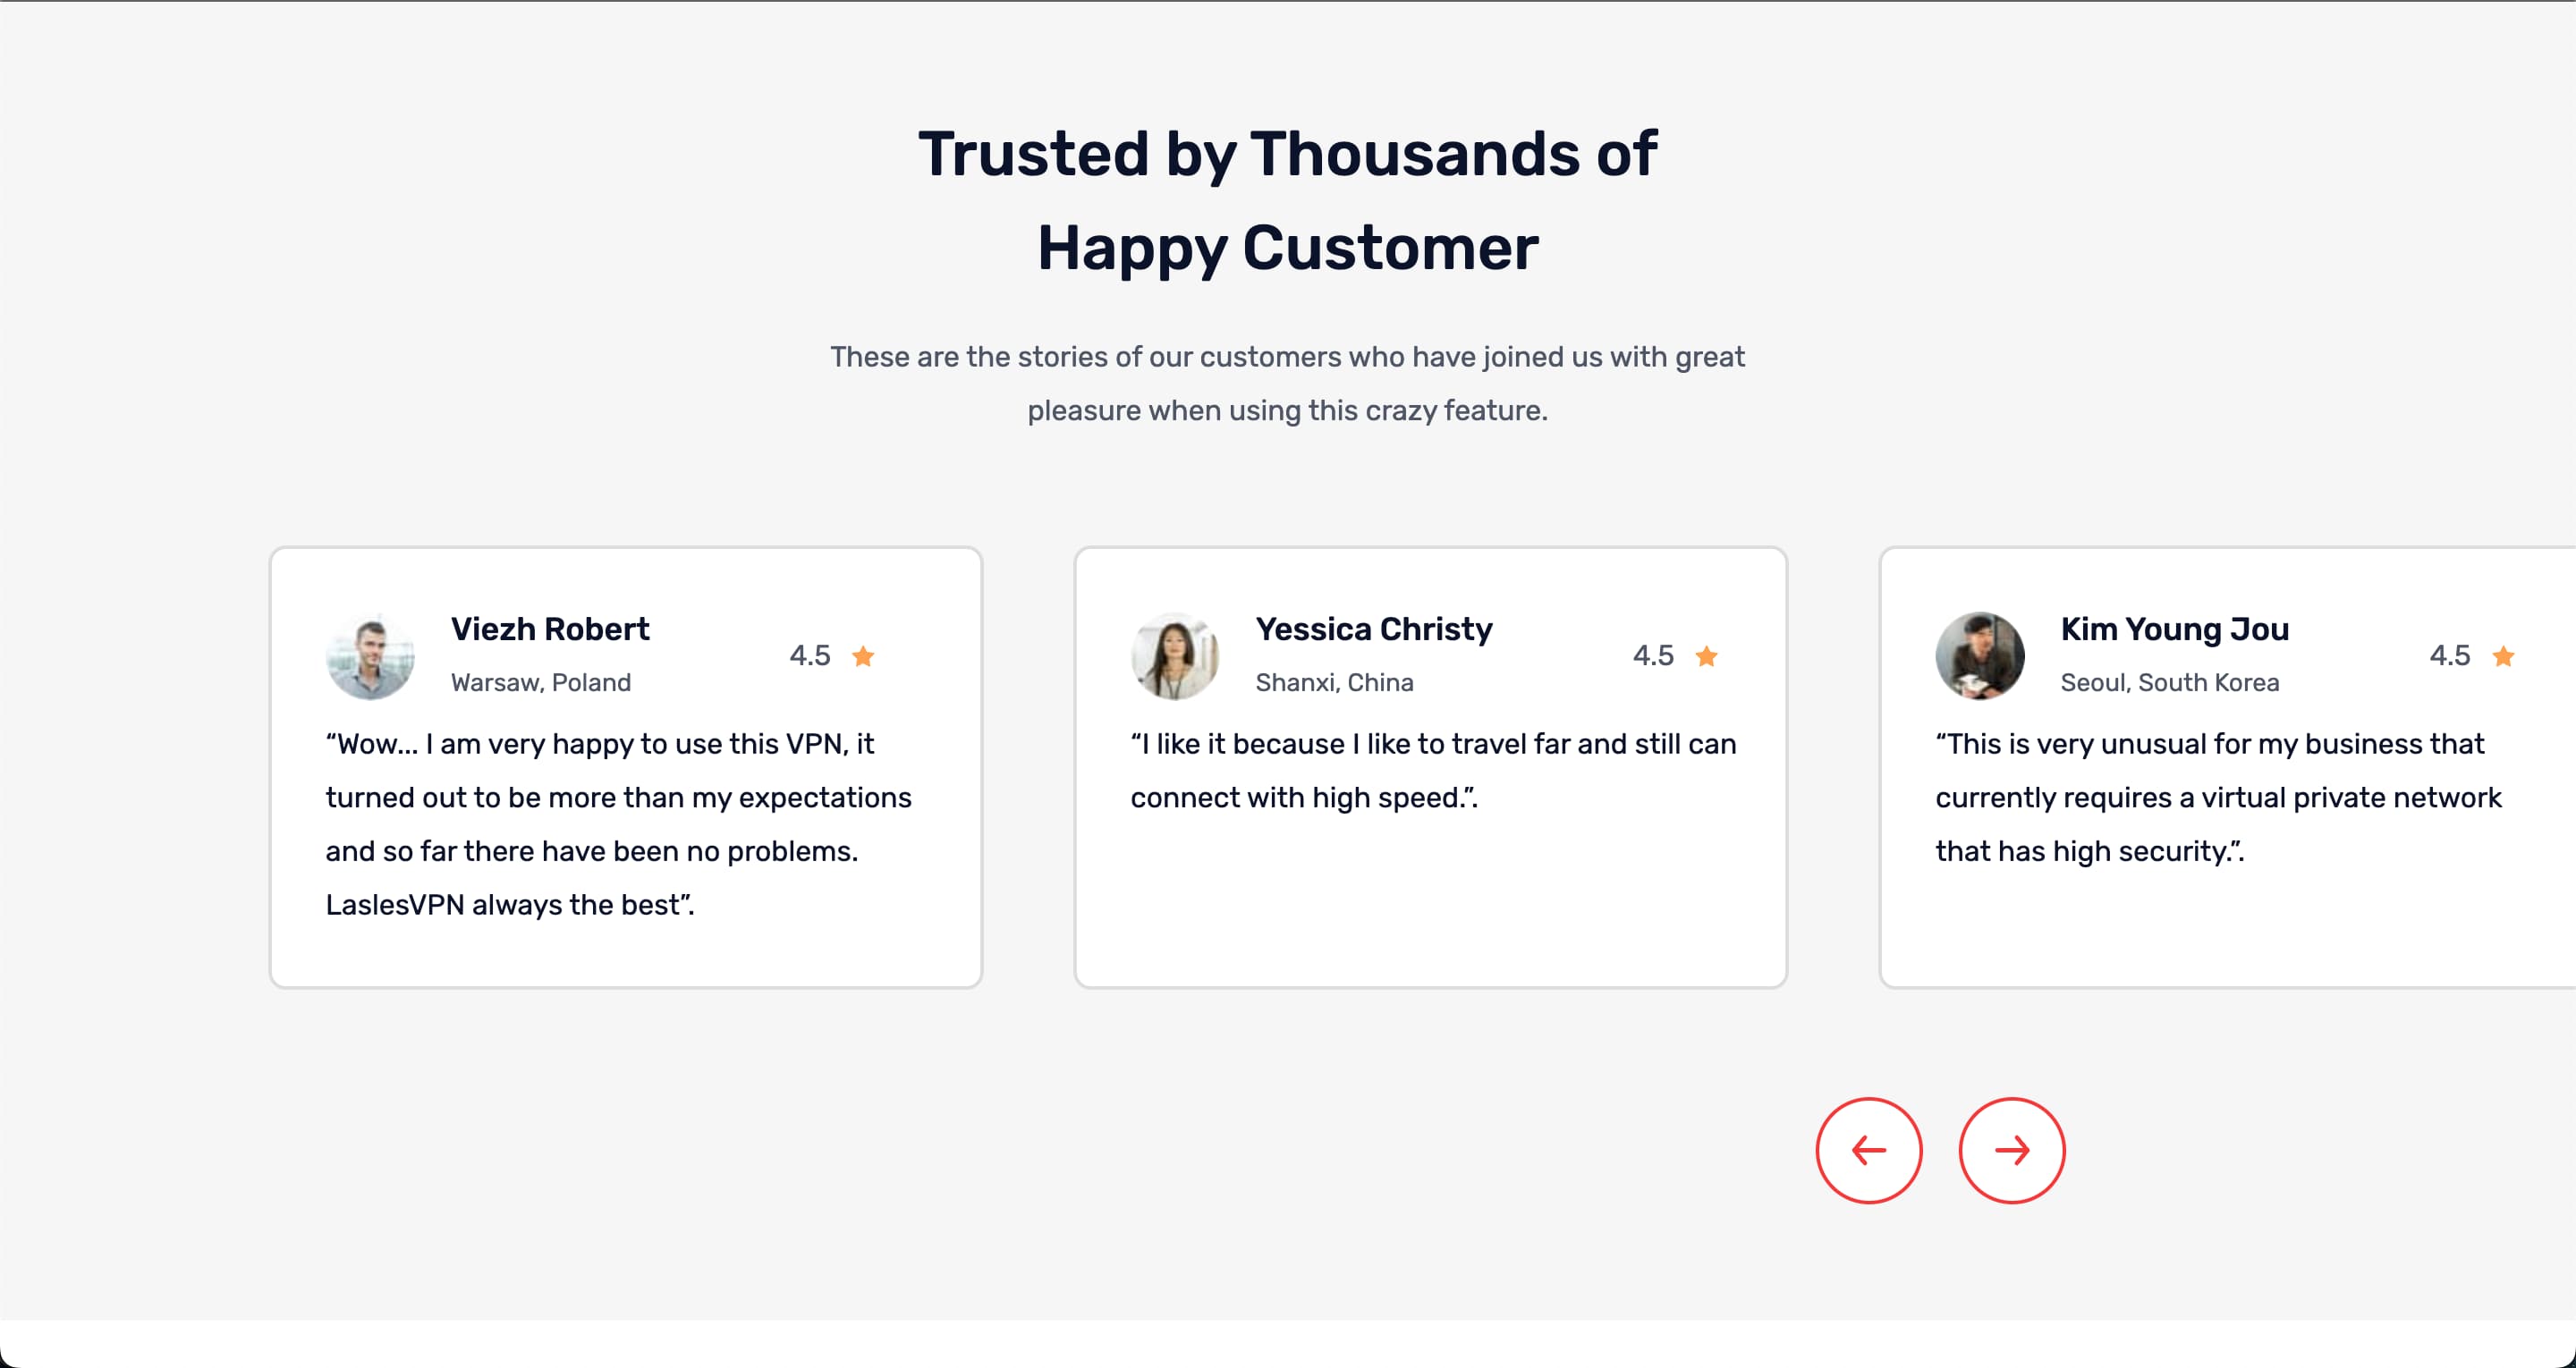 Trusted by Thousands of
Happy Customer
These are the stories of our customers who have joined us with great
pleasure when using this crazy feature.
Viezh Robert
Warsaw, Poland
4.5
“Wow... I am very happy to use this VPN, it
turned out to be more than my expectations
and so far there have been no problems.
LaslesVPN always the best”.
Yessica Christy
Shanxi, China
4.5
“I like it because I like to travel far and still can
connect with high speed.”.
Kim Young Jou
Seoul, South Korea
4.5
“This is very unusual for my business that
currently requires a virtual private network
that has high security.”.